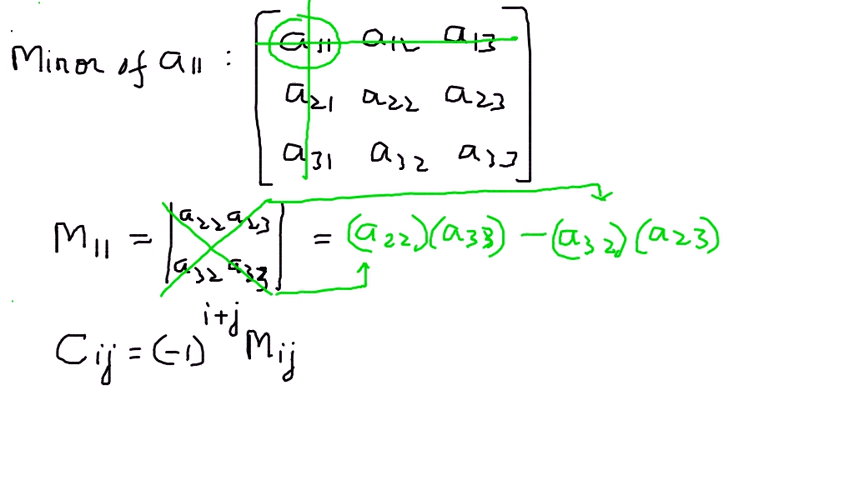 Minor of a11 : [a11 a12 a13
a21 a22 a23
a31 a32 a33]
M11 = |a22 a23
a32 a33| = (a22)(a33) − (a32)(a23)
Cij = (-1)^i+j Mij